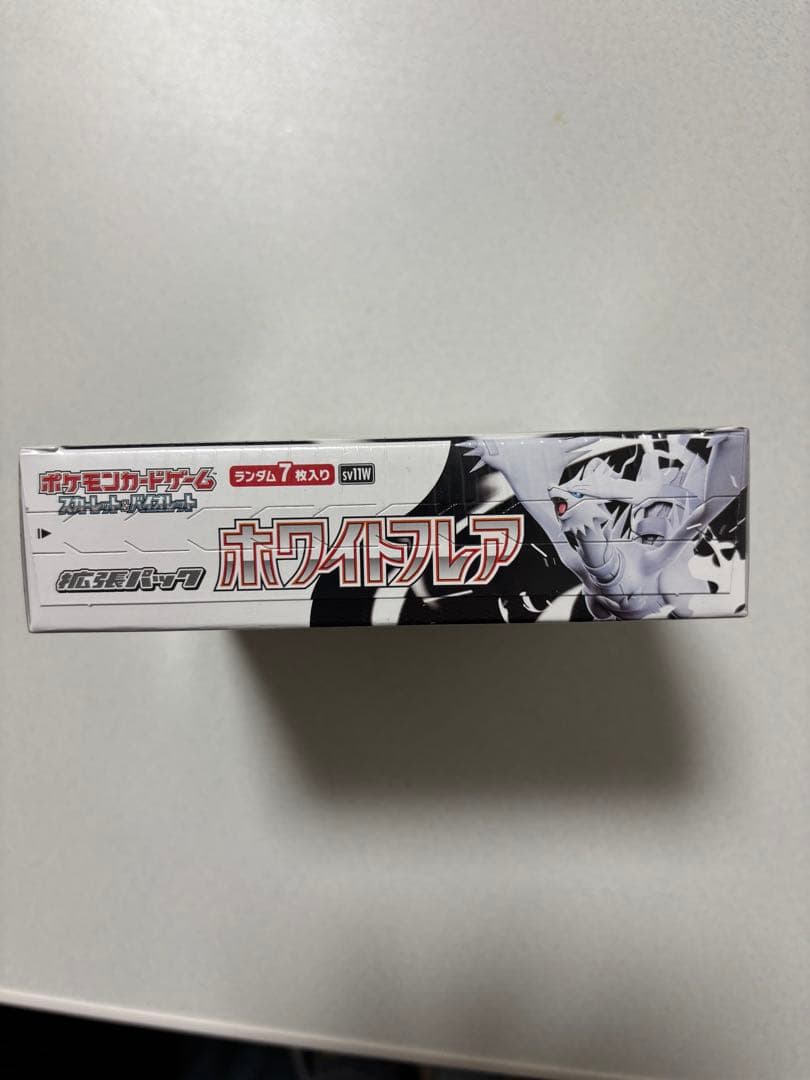 ポケモンカードゲーム
スカーレット&バイオレット
ランダム7枚入り
sv11W
拡張パック
ホワイトフレア